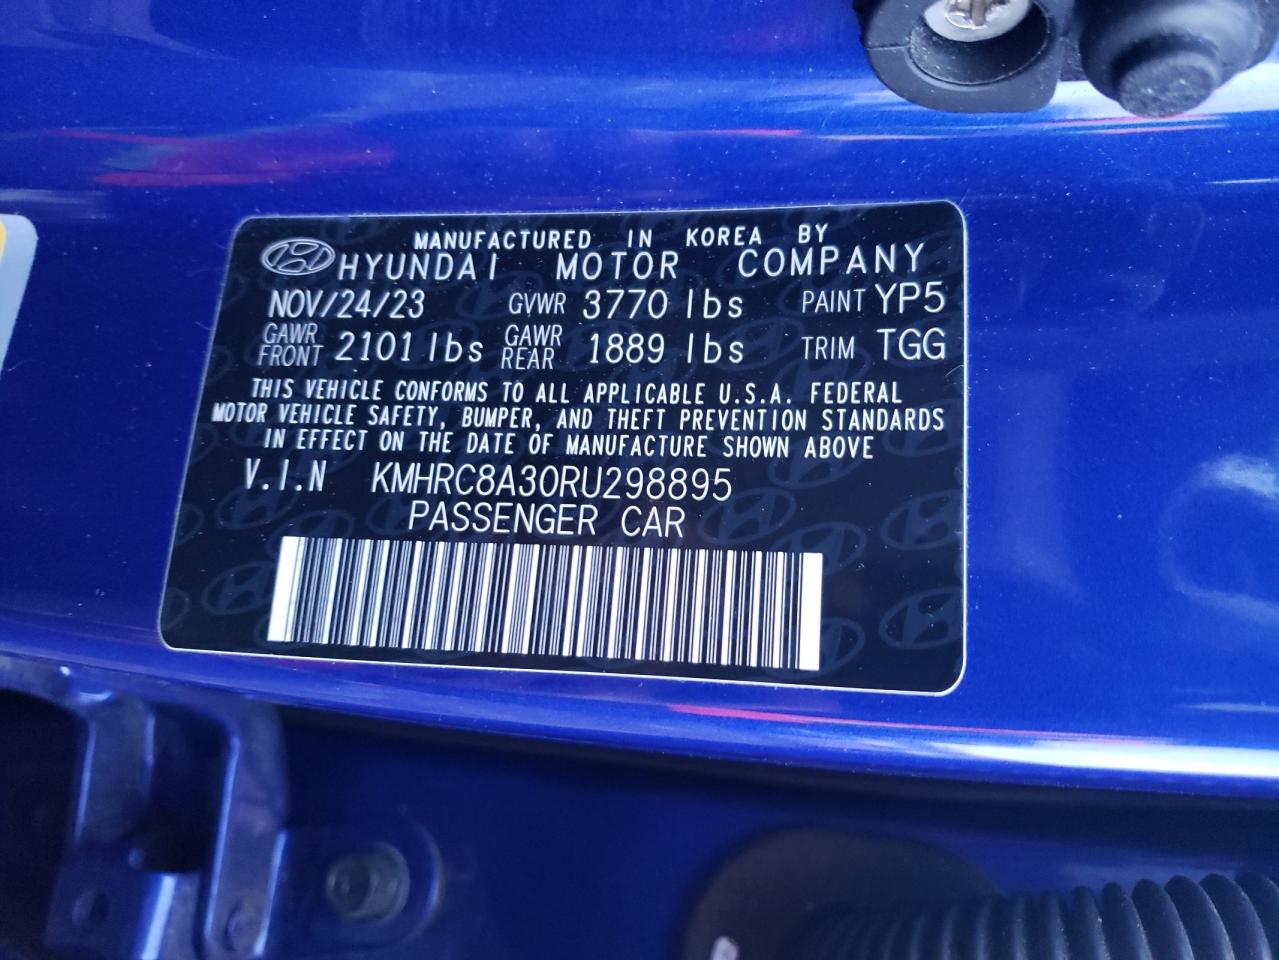 MANUFACTURED IN KOREA BY
HYUNDAI MOTOR COMPANY
NOV/24/23 GVWR 3770 lbs PAINT YP5
GAWR FRONT 2101 lbs GAWR REAR 1889 lbs TRIM TGG
THIS VEHICLE CONFORMS TO ALL APPLICABLE U.S.A. FEDERAL
MOTOR VEHICLE SAFETY, BUMPER, AND THEFT PREVENTION STANDARDS
IN EFFECT ON THE DATE OF MANUFACTURE SHOWN ABOVE
V.I.N KMHRC8A30RU298895
PASSENGER CAR